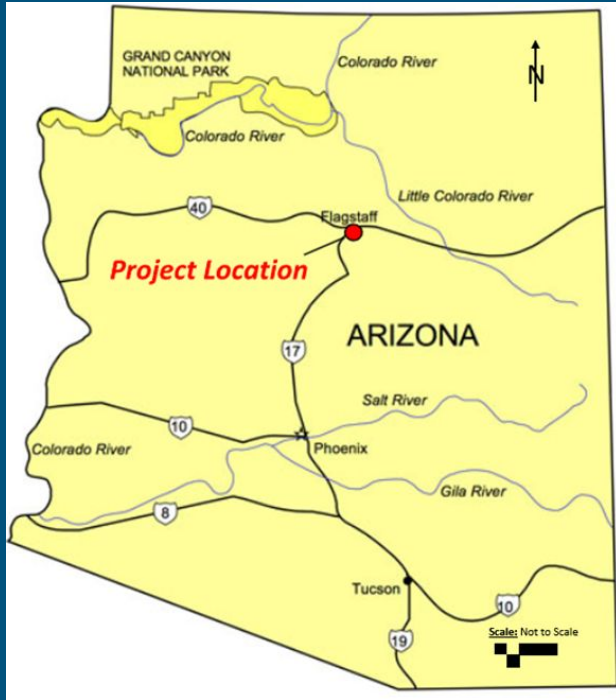 GRAND CANYON
NATIONAL PARK
Colorado River
N
Colorado River
Little Colorado River
40
Flagstaff
Project Location
ARIZONA
17
Salt River
10
Phoenix
Colorado River
Gila River
8
Tucson
10
Scale: Not to Scale
19